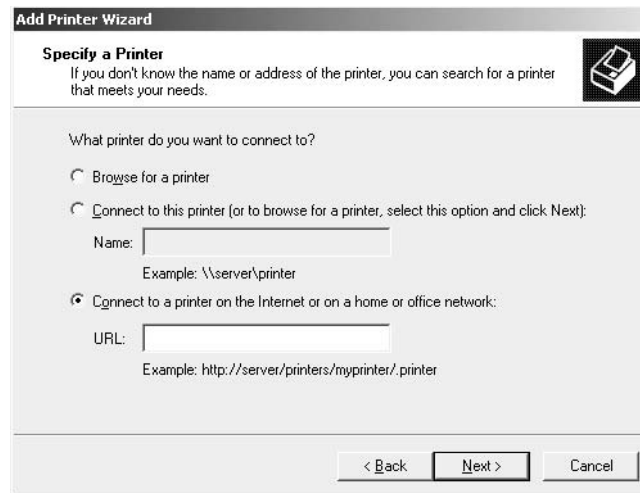 Add Printer Wizard
Specify a Printer
If you don't know the name or address of the printer, you can search for a printer
that meets your needs.
What printer do you want to connect to?
Browse for a printer
Connect to this printer (or to browse for a printer, select this option and click Next):
Name:
Example: \\server\printer
Connect to a printer on the Internet or on a home or office network:
URL:
Example: http://server/printers/myprinter/.printer
< Back Next > Cancel